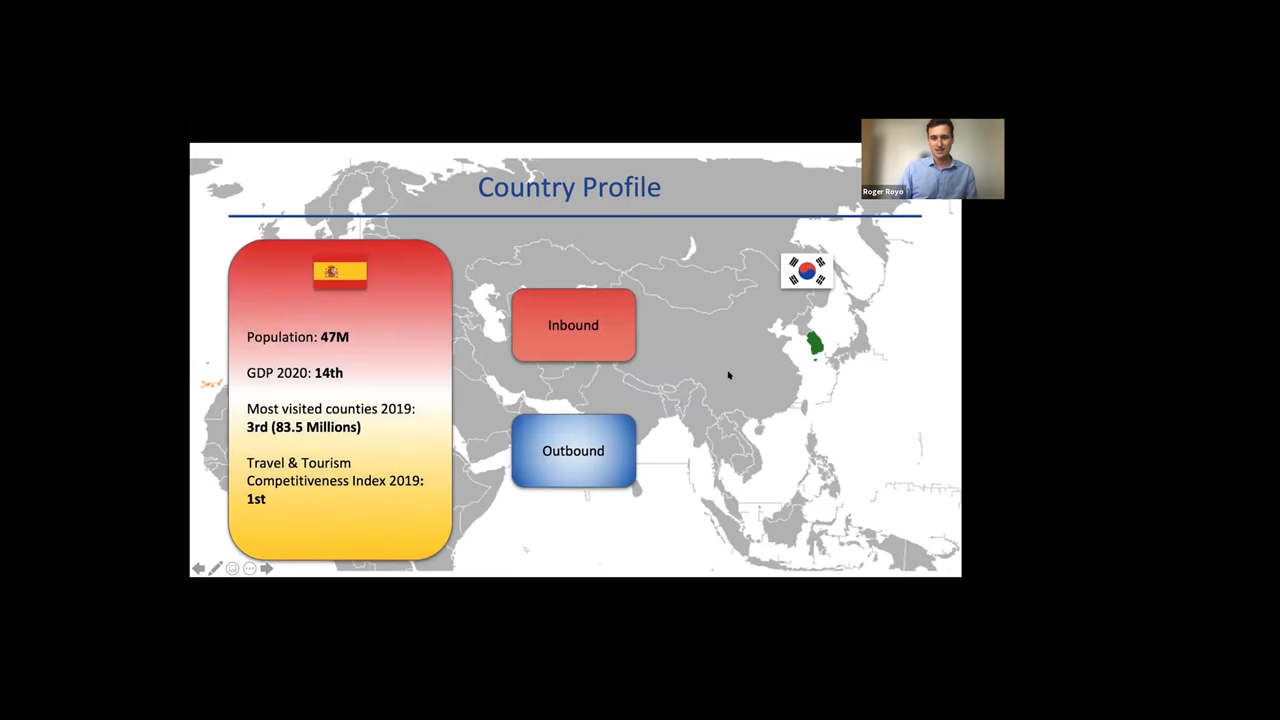 Country Profile
Roger Royo
Population: 47M
GDP 2020: 14th
Most visited counties 2019:
3rd (83.5 Millions)
Travel & Tourism
Competitiveness Index 2019:
1st
Inbound
Outbound